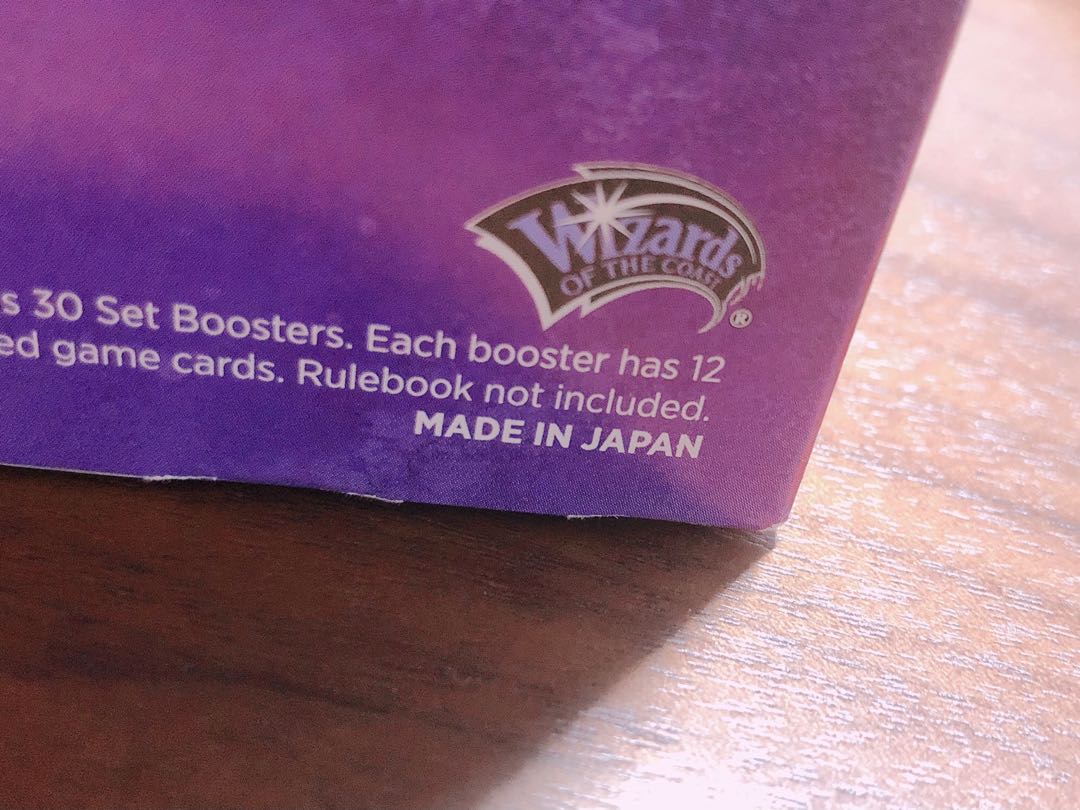 Wizards
OF THE COAST
®
s 30 Set Boosters. Each booster has 12
ed game cards. Rulebook not included.
MADE IN JAPAN